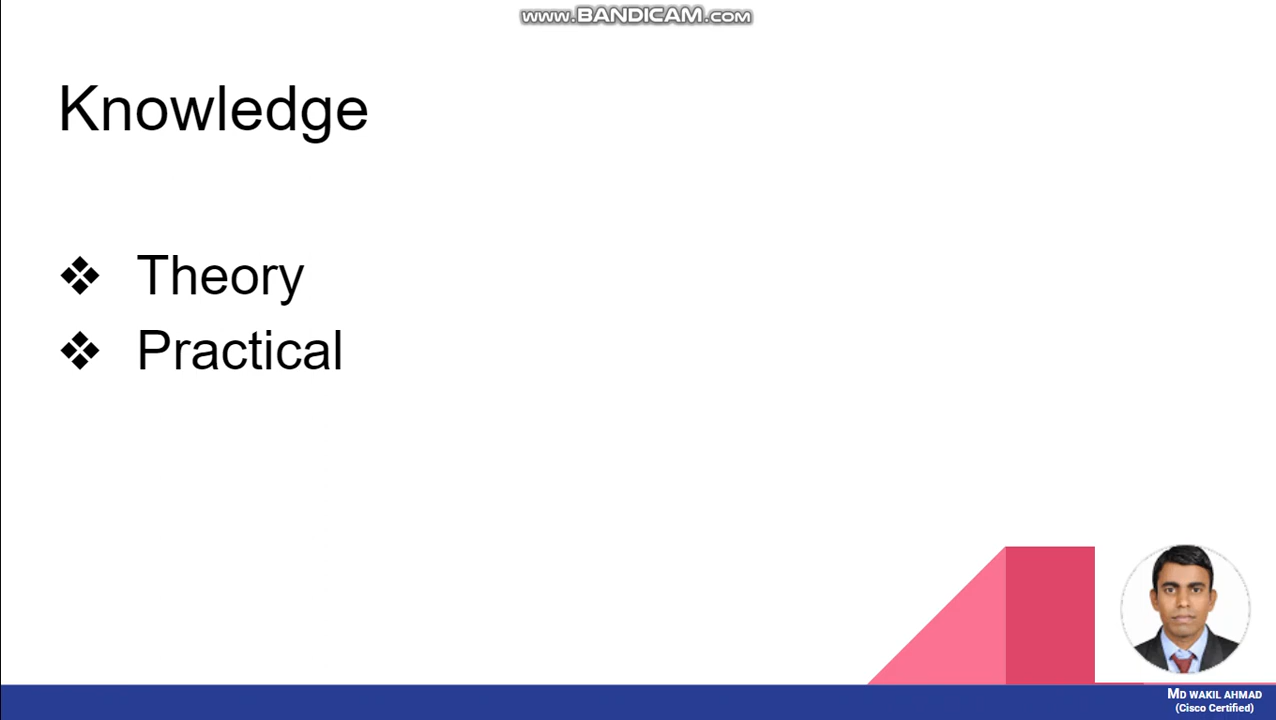 www.BANDICAM.com
Knowledge
❖ Theory
❖ Practical
MD WAKIL AHMAD
(Cisco Certified)